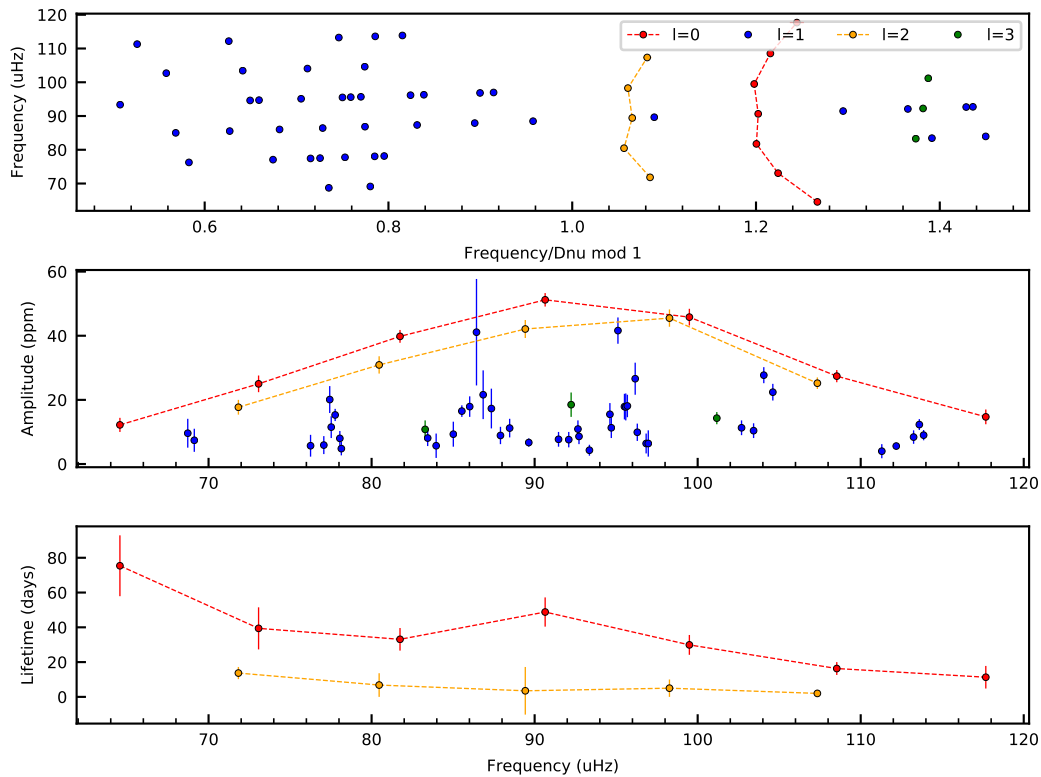 120
110
100
90
80
70
Frequency (uHz)
l=0 l=1 l=2 l=3
0.6 0.8 1.0 1.2 1.4
Frequency/Dnu mod 1
60
40
20
0
Amplitude (ppm)
70 80 90 100 110 120
80
60
40
20
0
Lifetime (days)
70 80 90 100 110 120
Frequency (uHz)